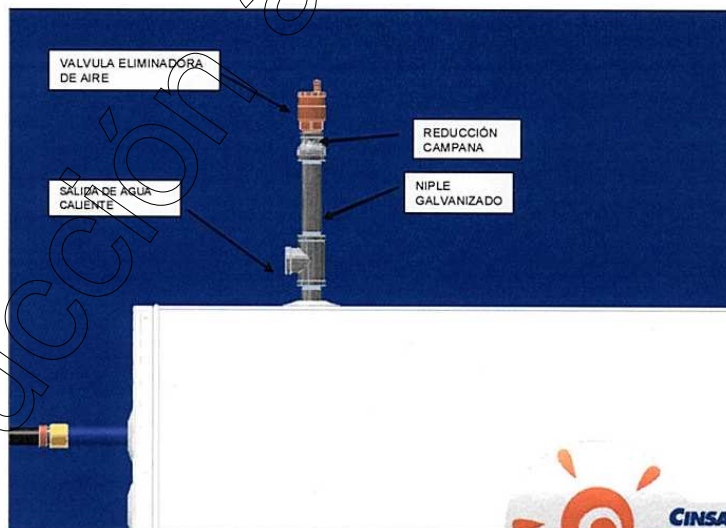 VALVULA ELIMINADORA
DE AIRE
REDUCCIÓN
CAMPANA
SALIDA DE AGUA
CALIENTE
NIPLE
GALVANIZADO
CINSA